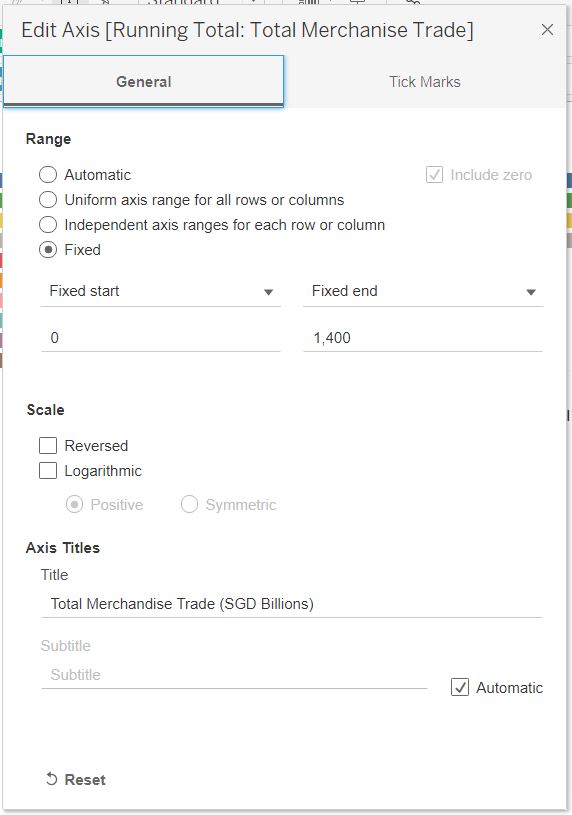 Edit Axis [Running Total: Total Merchanise Trade]
General Tick Marks
Range
Automatic Include zero
Uniform axis range for all rows or columns
Independent axis ranges for each row or column
Fixed
Fixed start Fixed end
0 1,400
Scale
Reversed
Logarithmic
Positive Symmetric
Axis Titles
Title
Total Merchandise Trade (SGD Billions)
Subtitle
Subtitle
Automatic
Reset